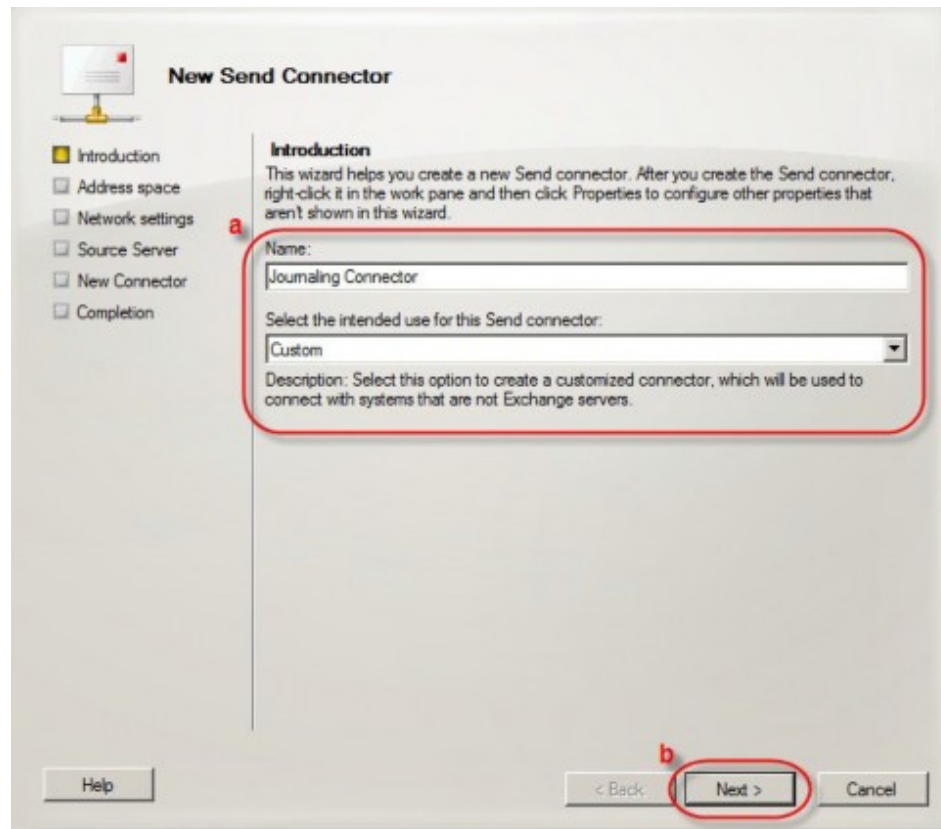 New Send Connector
Introduction
Address space
Network settings
Source Server
New Connector
Completion
Introduction
This wizard helps you create a new Send connector. After you create the Send connector,
right-click it in the work pane and then click Properties to configure other properties that
aren't shown in this wizard.
a
Name:
Journaling Connector
Select the intended use for this Send connector:
Custom
Description: Select this option to create a customized connector, which will be used to
connect with systems that are not Exchange servers.
b
Help
< Back
Next >
Cancel